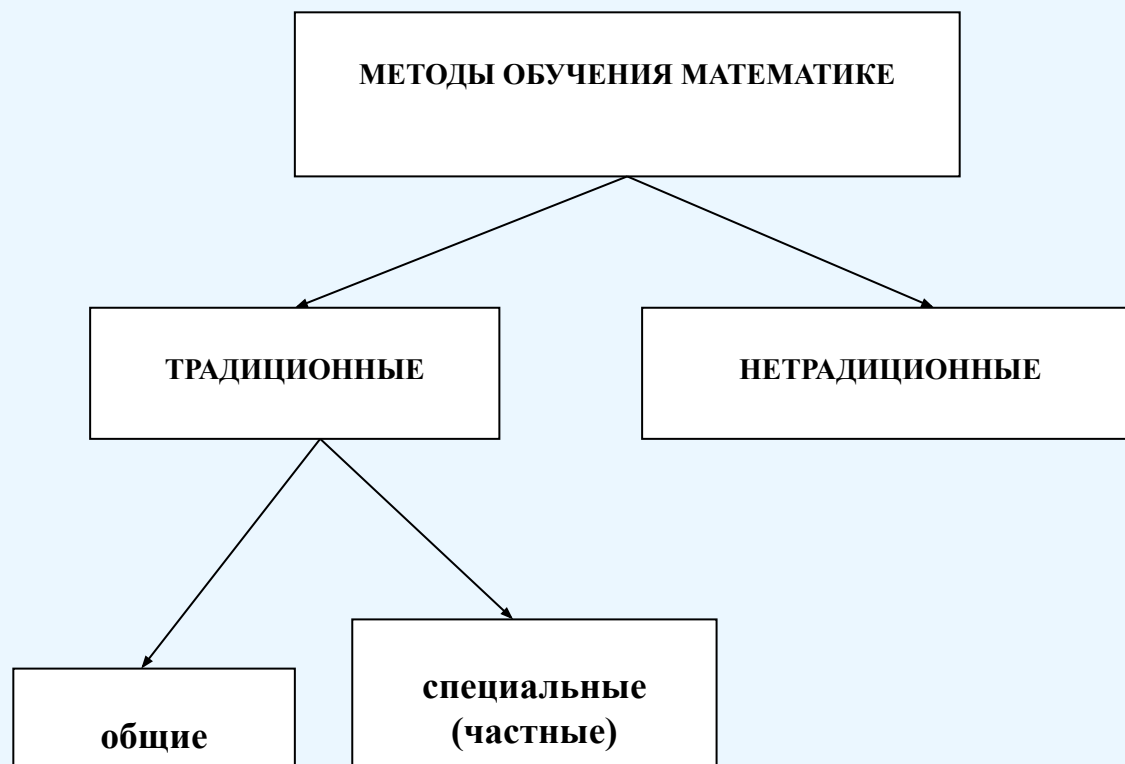 МЕТОДЫ ОБУЧЕНИЯ МАТЕМАТИКЕ
ТРАДИЦИОННЫЕ
НЕТРАДИЦИОННЫЕ
общие
специальные
(частные)